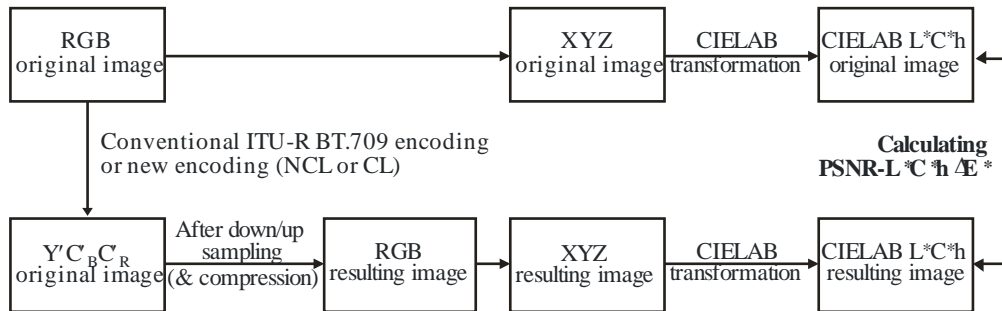 RGB
original image
XYZ
original image
CIELAB
transformation
CIELAB L*C*h
original image
Conventional ITU-R BT.709 encoding
or new encoding (NCL or CL)
Calculating
PSNR-L*C*h ΔE*
Y'C'BC'R
original image
After down/up
sampling
(& compression)
RGB
resulting image
XYZ
resulting image
CIELAB
transformation
CIELAB L*C*h
resulting image